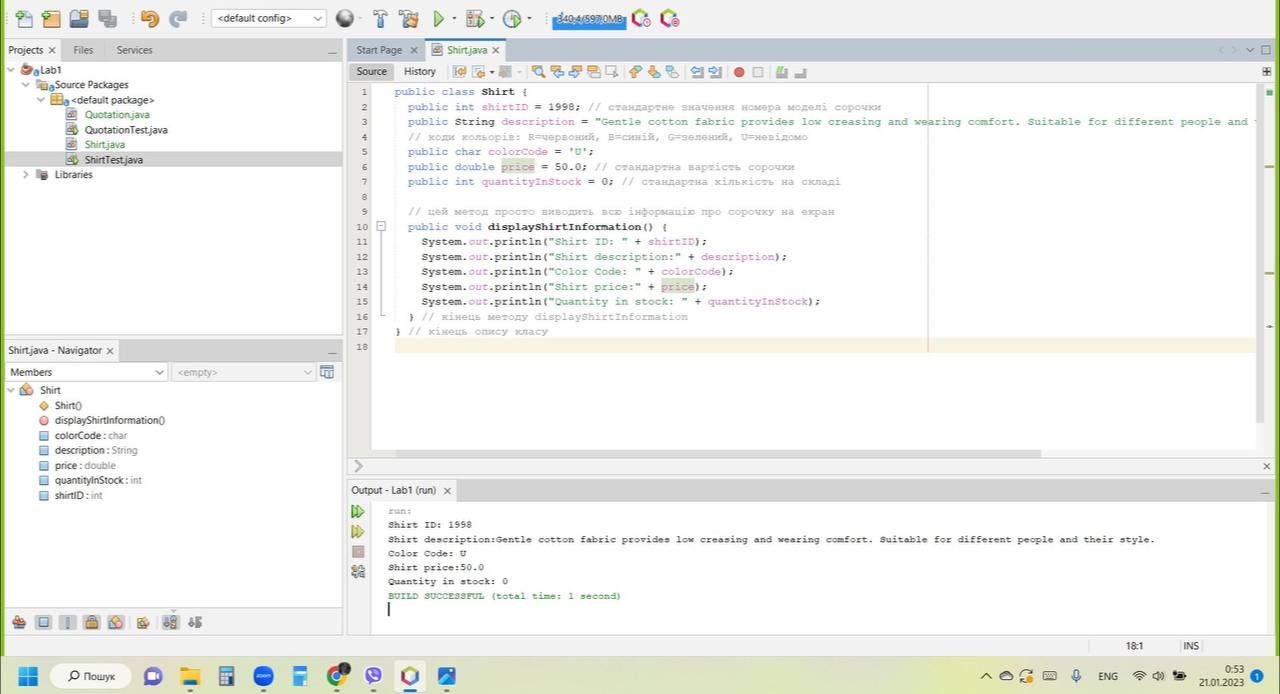 <default config>
340,4/597,0MB
Projects
Files
Services
Lab1
Source Packages
<default package>
Quotation.java
QuotationTest.java
Shirt.java
ShirtTest.java
Libraries
Start Page
Shirt.java
Source
History
1 public class Shirt {
2 public int shirtID = 1998; // стандартне значення номера моделі сорочки
3 public String description = "Gentle cotton fabric provides low creasing and wearing comfort. Suitable for different people and
4 // коди кольорів: R=червоний, B=синій, G=зелений, U=невідомо
5 public char colorCode = 'U';
6 public double price = 50.0; // стандартна вартість сорочки
7 public int quantityInStock = 0; // стандартна кількість на складі
8
9 // цей метод просто виводить всю інформацію про сорочку на екран
10 public void displayShirtInformation() {
11 System.out.println("Shirt ID: " + shirtID);
12 System.out.println("Shirt description:" + description);
13 System.out.println("Color Code: " + colorCode);
14 System.out.println("Shirt price:" + price);
15 System.out.println("Quantity in stock: " + quantityInStock);
16 } // кінець методу displayShirtInformation
17 } // кінець опису класу
18
Shirt.java - Navigator
Members
<empty>
Shirt
Shirt()
displayShirtInformation()
colorCode : char
description : String
price : double
quantityInStock : int
shirtID : int
Output - Lab1 (run)
run:
Shirt ID: 1998
Shirt description:Gentle cotton fabric provides low creasing and wearing comfort. Suitable for different people and their style.
Color Code: U
Shirt price:50.0
Quantity in stock: 0
BUILD SUCCESSFUL (total time: 1 second)
18:1
INS
Пошук
zoom
ENG
0:53
21.01.2023
1